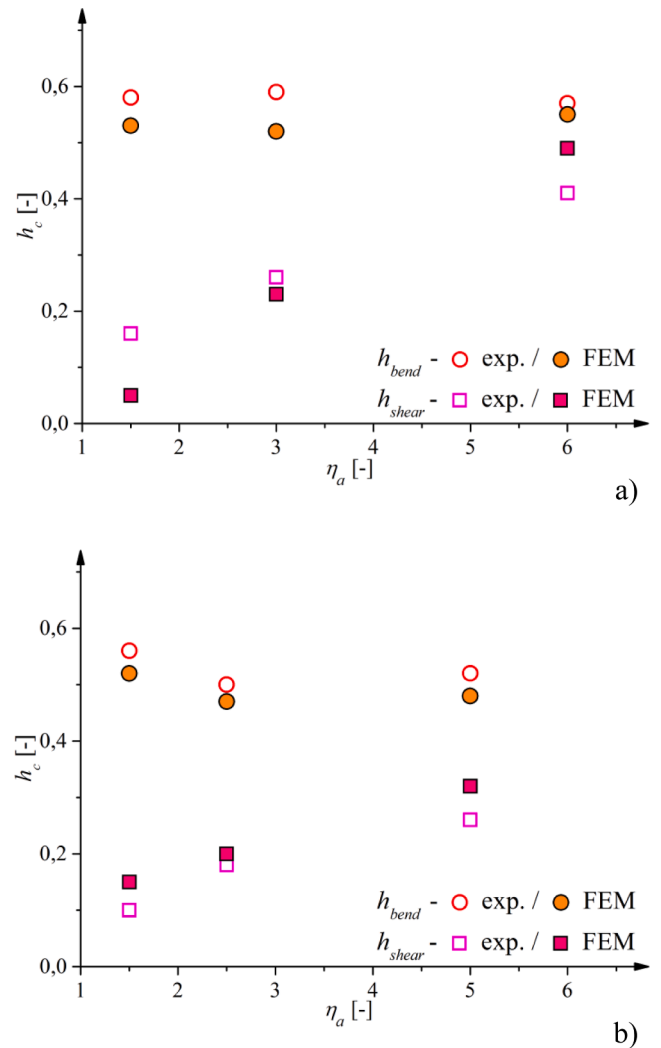 0,6
0,4
0,2
0,0
h_c [-]
h_bend - exp. / FEM
h_shear - exp. / FEM
1 2 3 4 5 6
η_a [-]
a)
0,6
0,4
0,2
0,0
h_c [-]
h_bend - exp. / FEM
h_shear - exp. / FEM
1 2 3 4 5 6
η_a [-]
b)